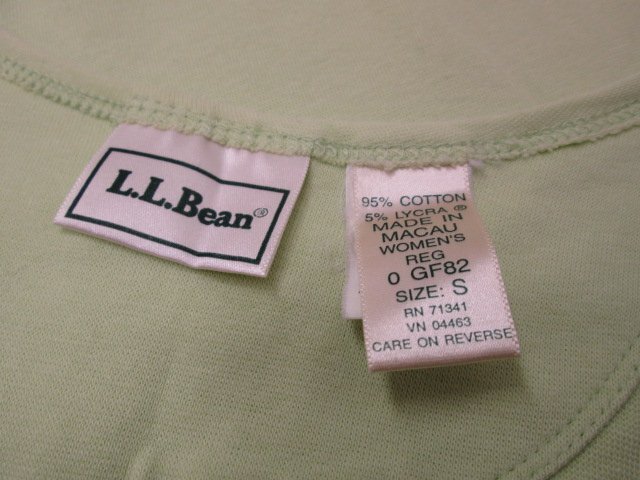 L.L.Bean®
95% COTTON
5% LYCRA ®
MADE IN
MACAU
WOMEN'S
REG
0 GF82
SIZE: S
RN 71341
VN 04463
CARE ON REVERSE